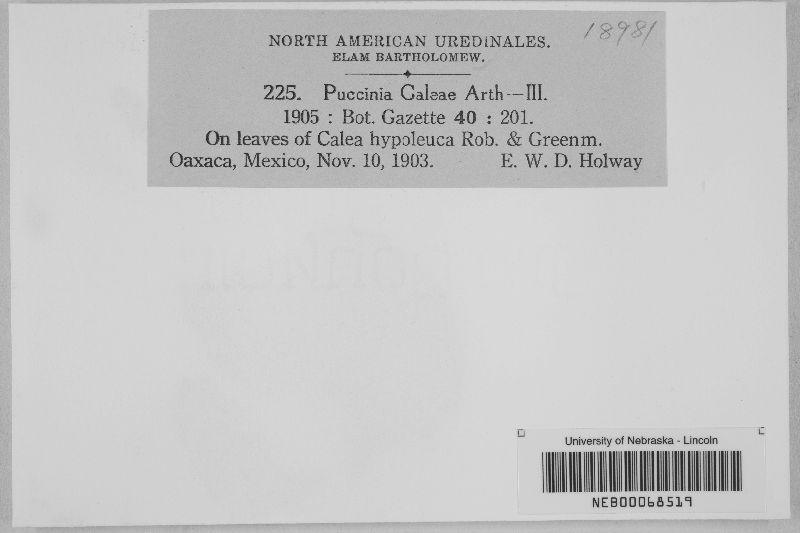 18981
NORTH AMERICAN UREDINALES.
ELAM BARTHOLOMEW.
225. Puccinia Caleae Arth—III.
1905 : Bot. Gazette 40 : 201.
On leaves of Calea hypoleuca Rob. & Greenm.
Oaxaca, Mexico, Nov. 10, 1903. E. W. D. Holway
University of Nebraska - Lincoln
NEB00068519